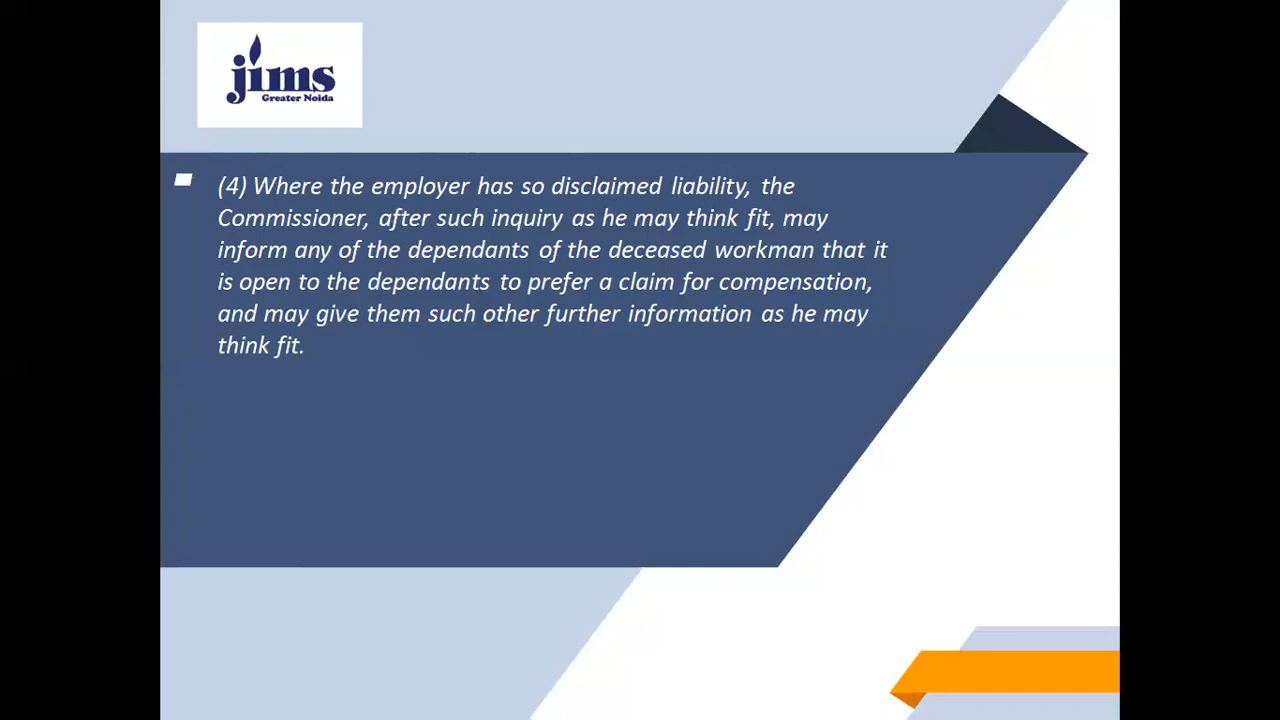 jims
Greater Noida
(4) Where the employer has so disclaimed liability, the
Commissioner, after such inquiry as he may think fit, may
inform any of the dependants of the deceased workman that it
is open to the dependants to prefer a claim for compensation,
and may give them such other further information as he may
think fit.